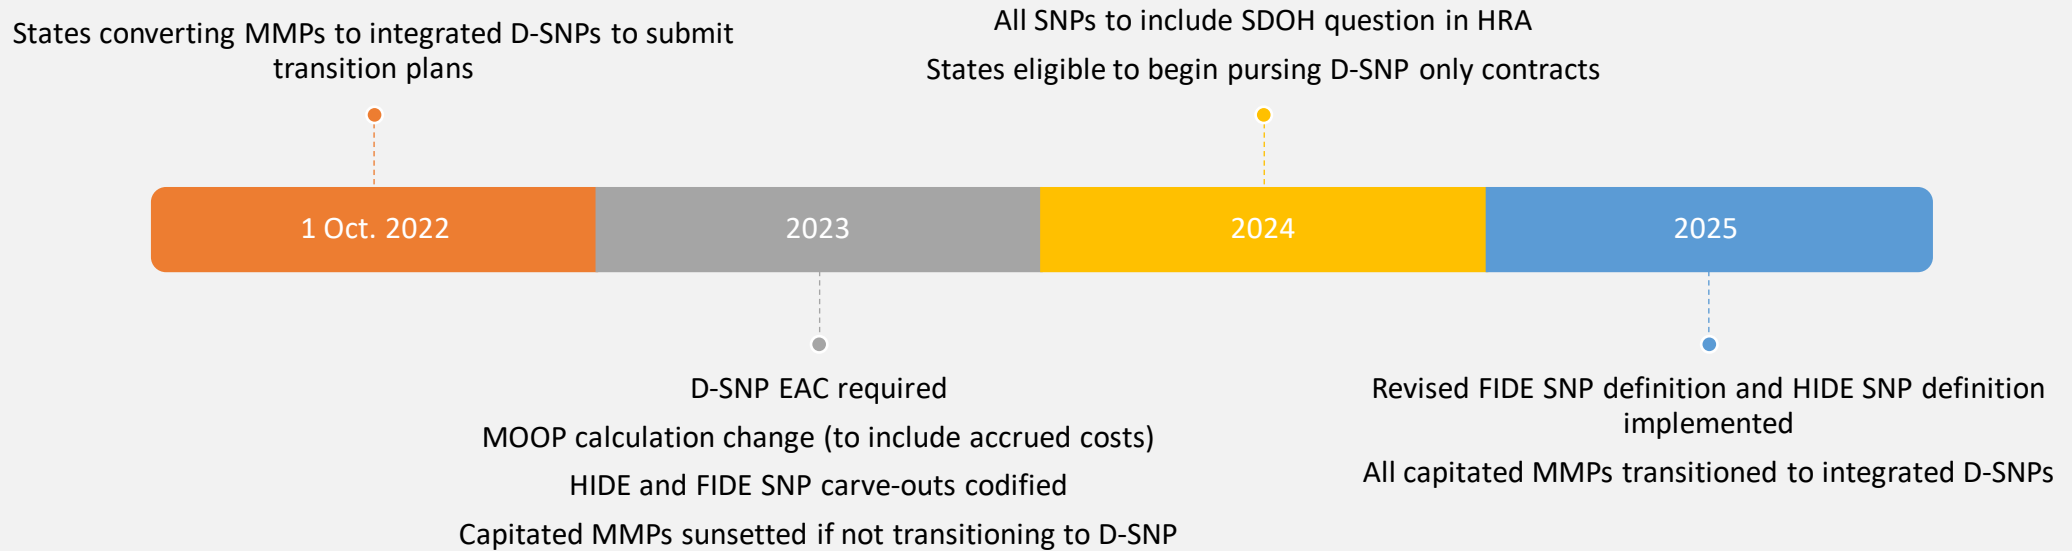 States converting MMPs to integrated D-SNPs to submit
transition plans
All SNPs to include SDOH question in HRA
States eligible to begin pursing D-SNP only contracts
1 Oct. 2022
2023
2024
2025
D-SNP EAC required
MOOP calculation change (to include accrued costs)
HIDE and FIDE SNP carve-outs codified
Capitated MMPs sunsetted if not transitioning to D-SNP
Revised FIDE SNP definition and HIDE SNP definition
implemented
All capitated MMPs transitioned to integrated D-SNPs